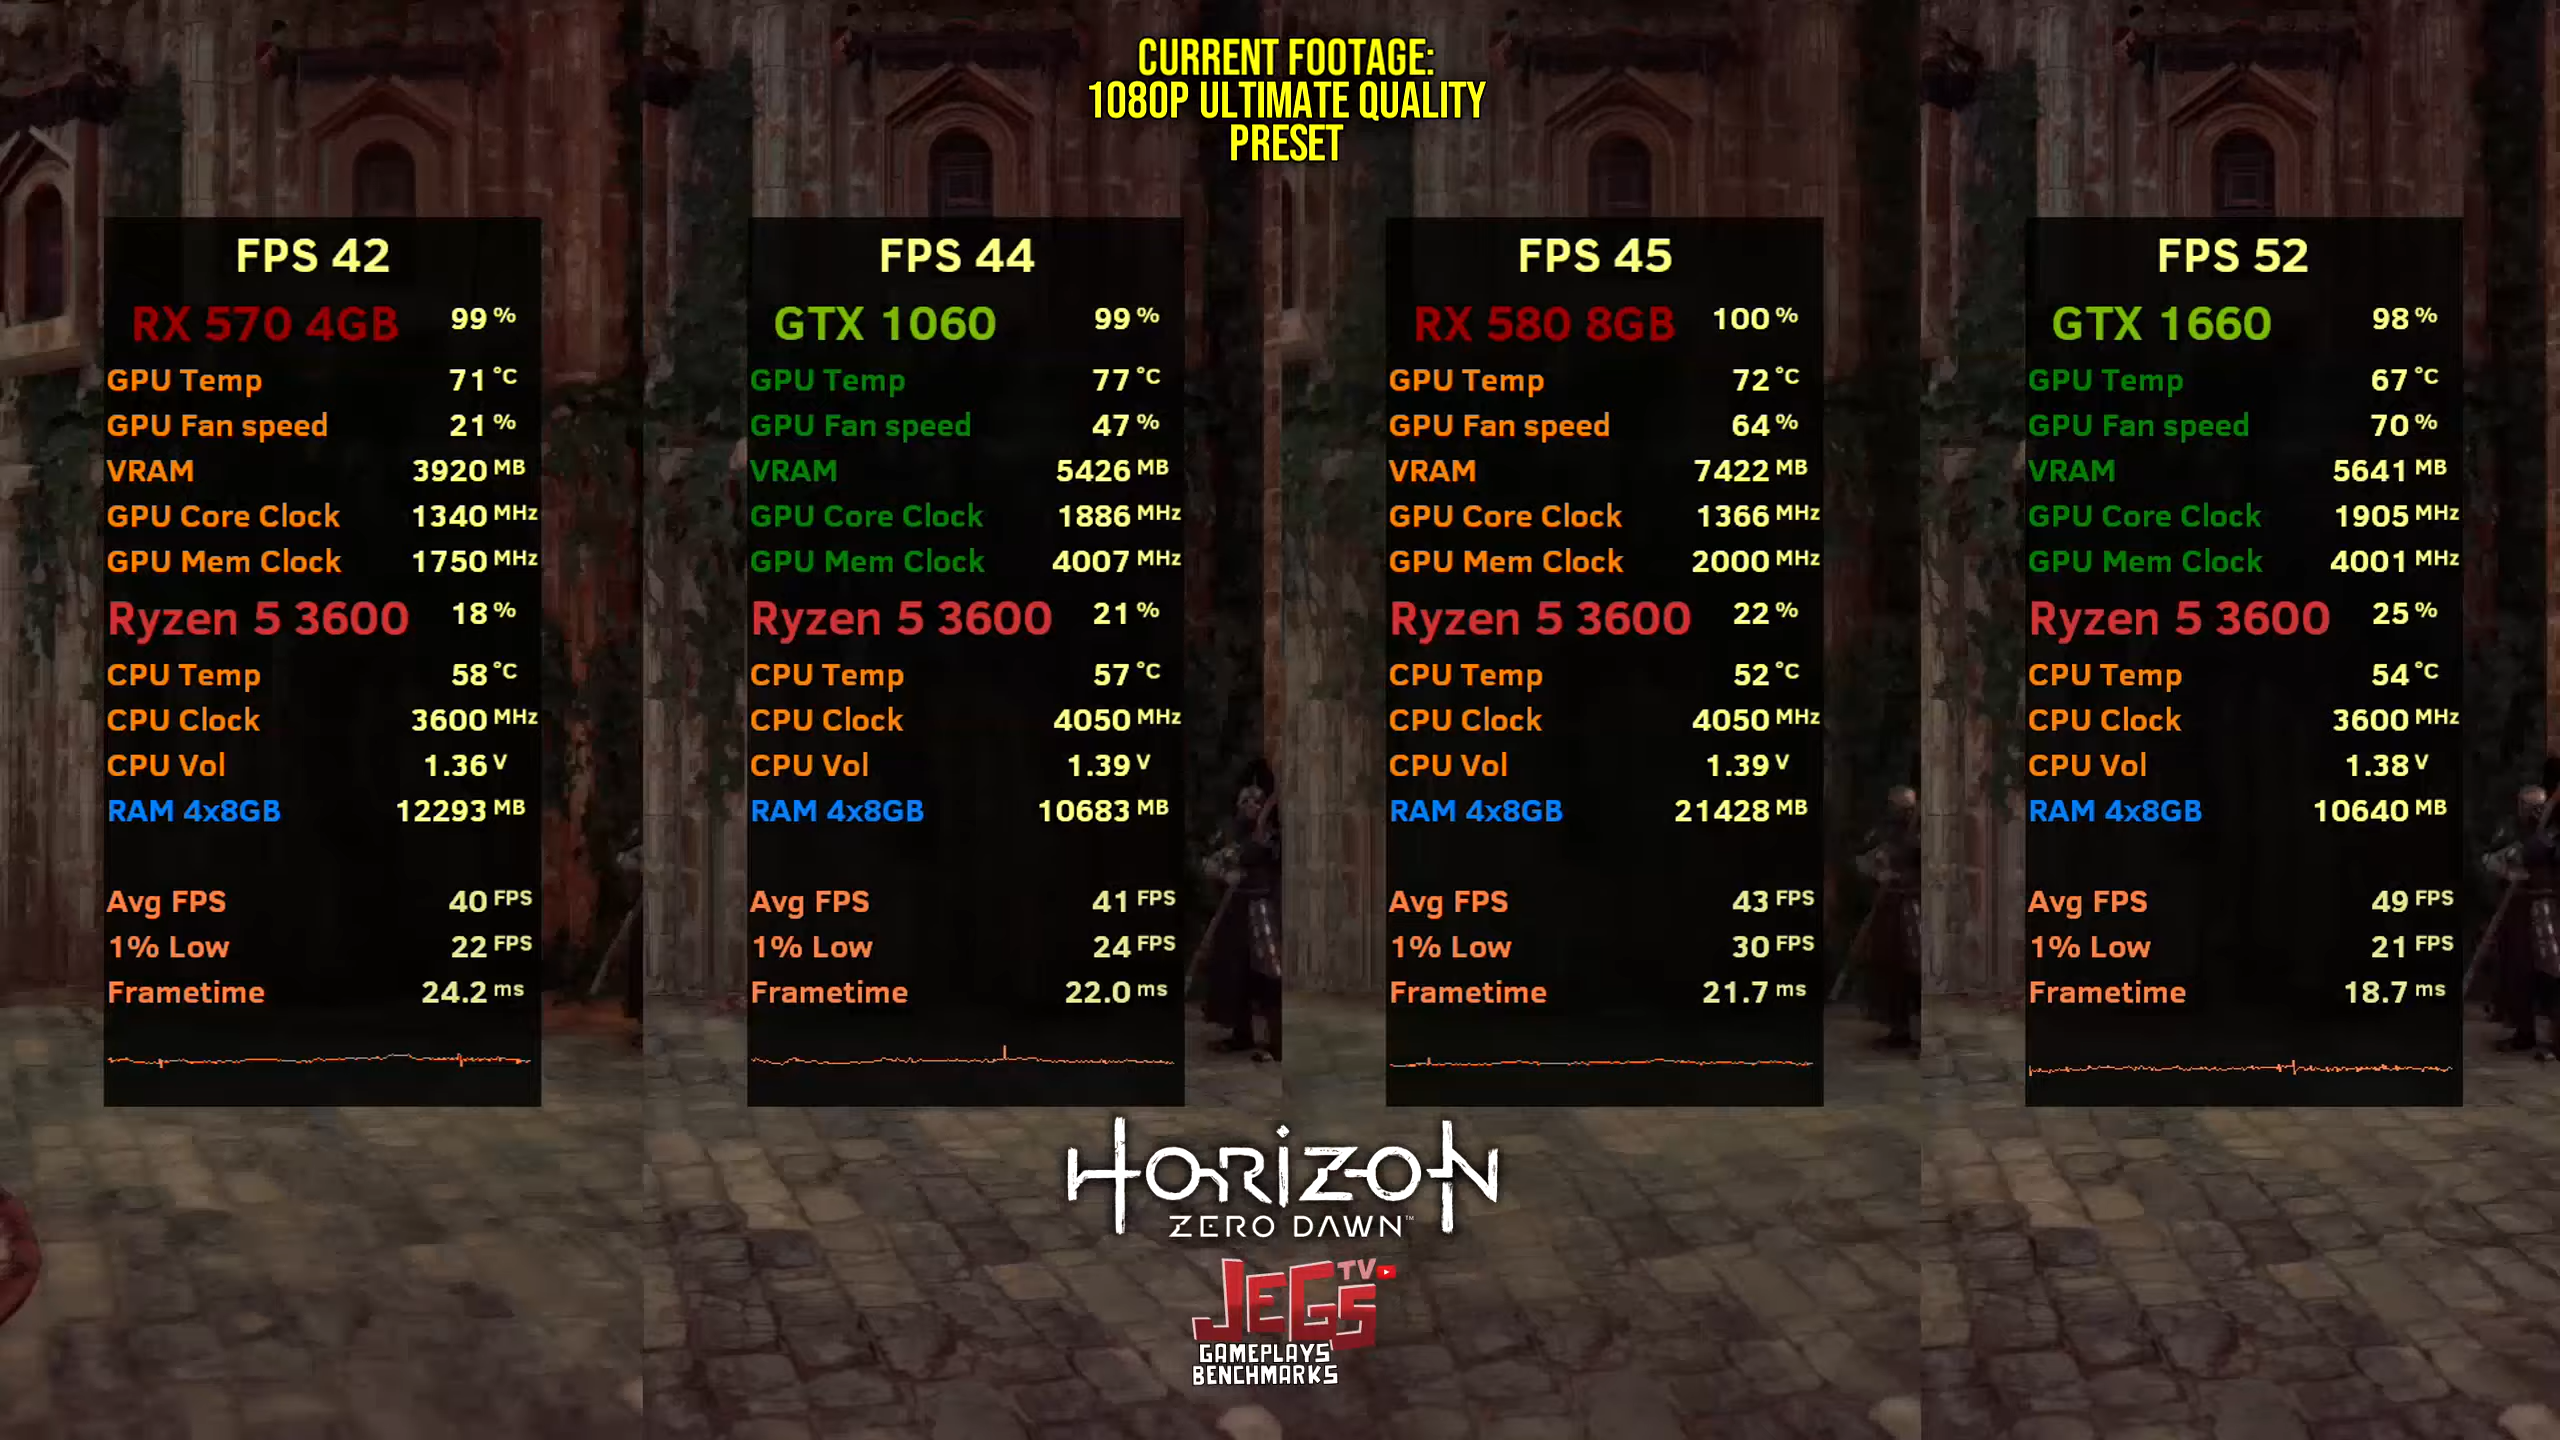 CURRENT FOOTAGE:
1080P ULTIMATE QUALITY
PRESET
FPS 42
RX 570 4GB 99 %
GPU Temp 71 °C
GPU Fan speed 21 %
VRAM 3920 MB
GPU Core Clock 1340 MHz
GPU Mem Clock 1750 MHz
Ryzen 5 3600 18 %
CPU Temp 58 °C
CPU Clock 3600 MHz
CPU Vol 1.36 V
RAM 4x8GB 12293 MB
Avg FPS 40 FPS
1% Low 22 FPS
Frametime 24.2 ms
FPS 44
GTX 1060 99 %
GPU Temp 77 °C
GPU Fan speed 47 %
VRAM 5426 MB
GPU Core Clock 1886 MHz
GPU Mem Clock 4007 MHz
Ryzen 5 3600 21 %
CPU Temp 57 °C
CPU Clock 4050 MHz
CPU Vol 1.39 V
RAM 4x8GB 10683 MB
Avg FPS 41 FPS
1% Low 24 FPS
Frametime 22.0 ms
FPS 45
RX 580 8GB 100 %
GPU Temp 72 °C
GPU Fan speed 64 %
VRAM 7422 MB
GPU Core Clock 1366 MHz
GPU Mem Clock 2000 MHz
Ryzen 5 3600 22 %
CPU Temp 52 °C
CPU Clock 4050 MHz
CPU Vol 1.39 V
RAM 4x8GB 21428 MB
Avg FPS 43 FPS
1% Low 30 FPS
Frametime 21.7 ms
FPS 52
GTX 1660 98 %
GPU Temp 67 °C
GPU Fan speed 70 %
VRAM 5641 MB
GPU Core Clock 1905 MHz
GPU Mem Clock 4001 MHz
Ryzen 5 3600 25 %
CPU Temp 54 °C
CPU Clock 3600 MHz
CPU Vol 1.38 V
RAM 4x8GB 10640 MB
Avg FPS 49 FPS
1% Low 21 FPS
Frametime 18.7 ms
HORIZON
ZERO DAWN™
JEGS TV
GAMEPLAYS
BENCHMARKS